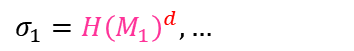 σ₁ = H(M₁)ᵈ, …